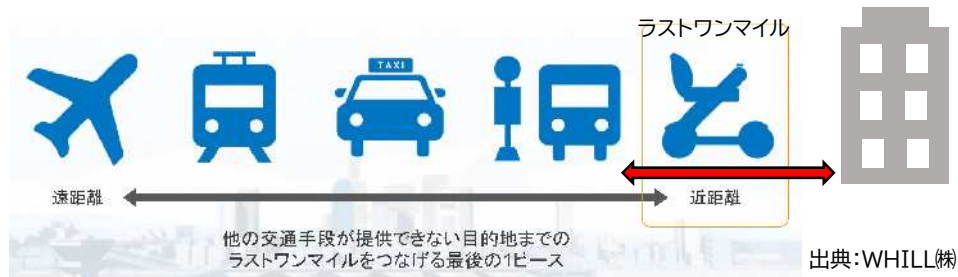 ラストワンマイル
TAXI
遠距離
近距離
他の交通手段が提供できない目的地までの
ラストワンマイルをつなげる最後の1ピース
出典:WHILL㈱